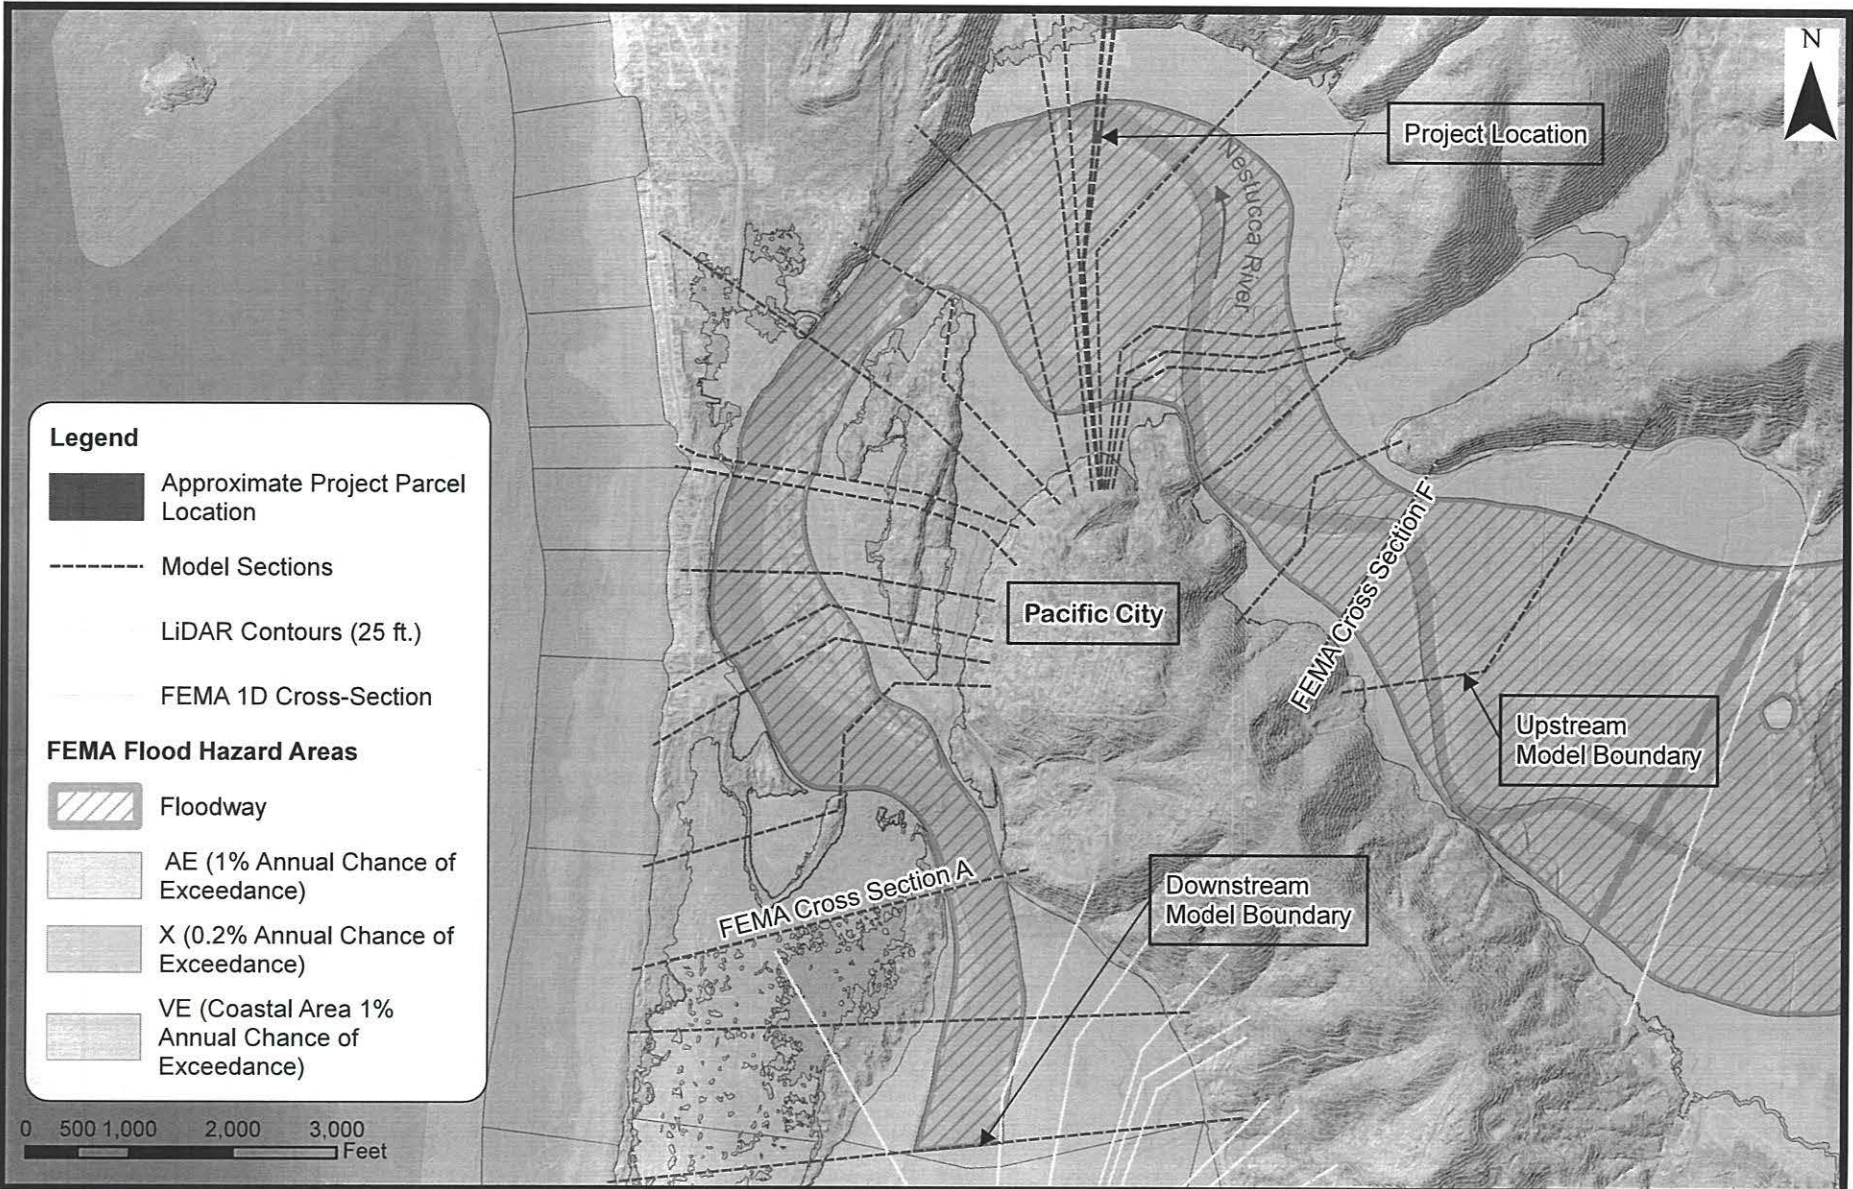 N
Project Location
Nestucca River
Legend
Approximate Project Parcel
Location
Model Sections
LiDAR Contours (25 ft.)
FEMA 1D Cross-Section
FEMA Flood Hazard Areas
Floodway
AE (1% Annual Chance of
Exceedance)
X (0.2% Annual Chance of
Exceedance)
VE (Coastal Area 1%
Annual Chance of
Exceedance)
0 500 1,000 2,000 3,000
Feet
Pacific City
FEMA Cross Section F
Upstream
Model Boundary
FEMA Cross Section A
Downstream
Model Boundary